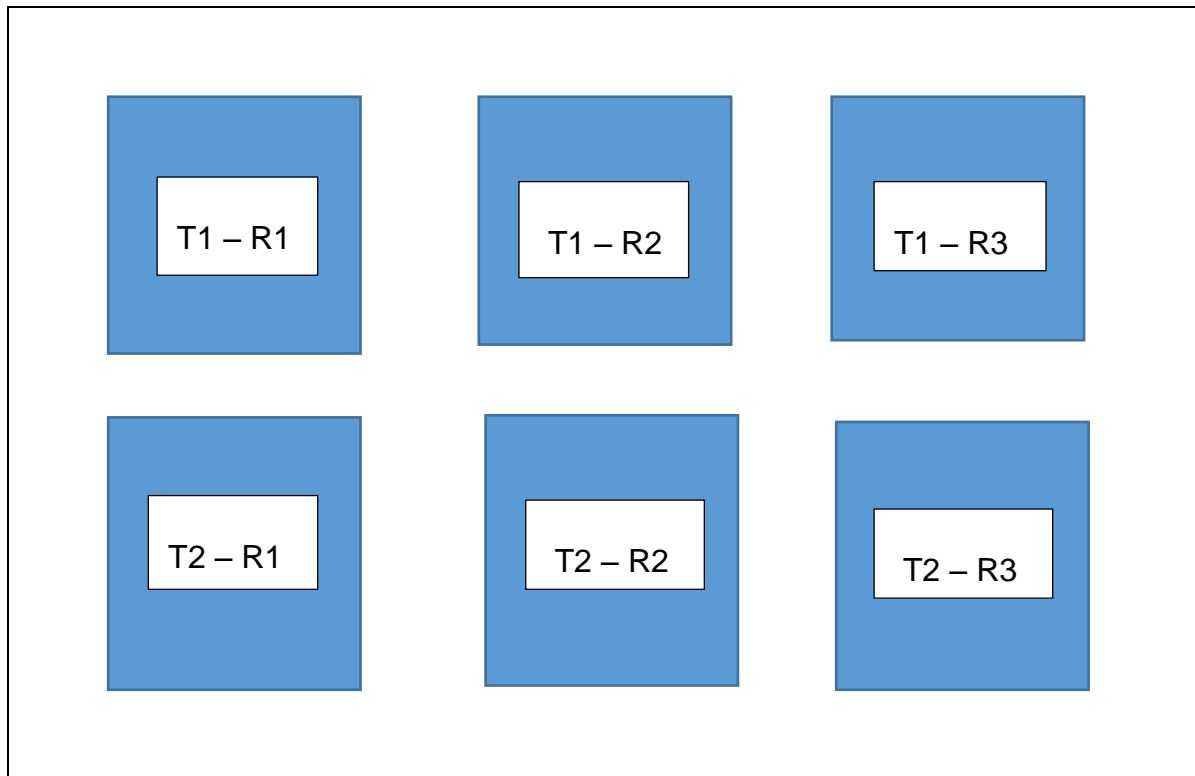 T1 – R1
T1 – R2
T1 – R3
T2 – R1
T2 – R2
T2 – R3